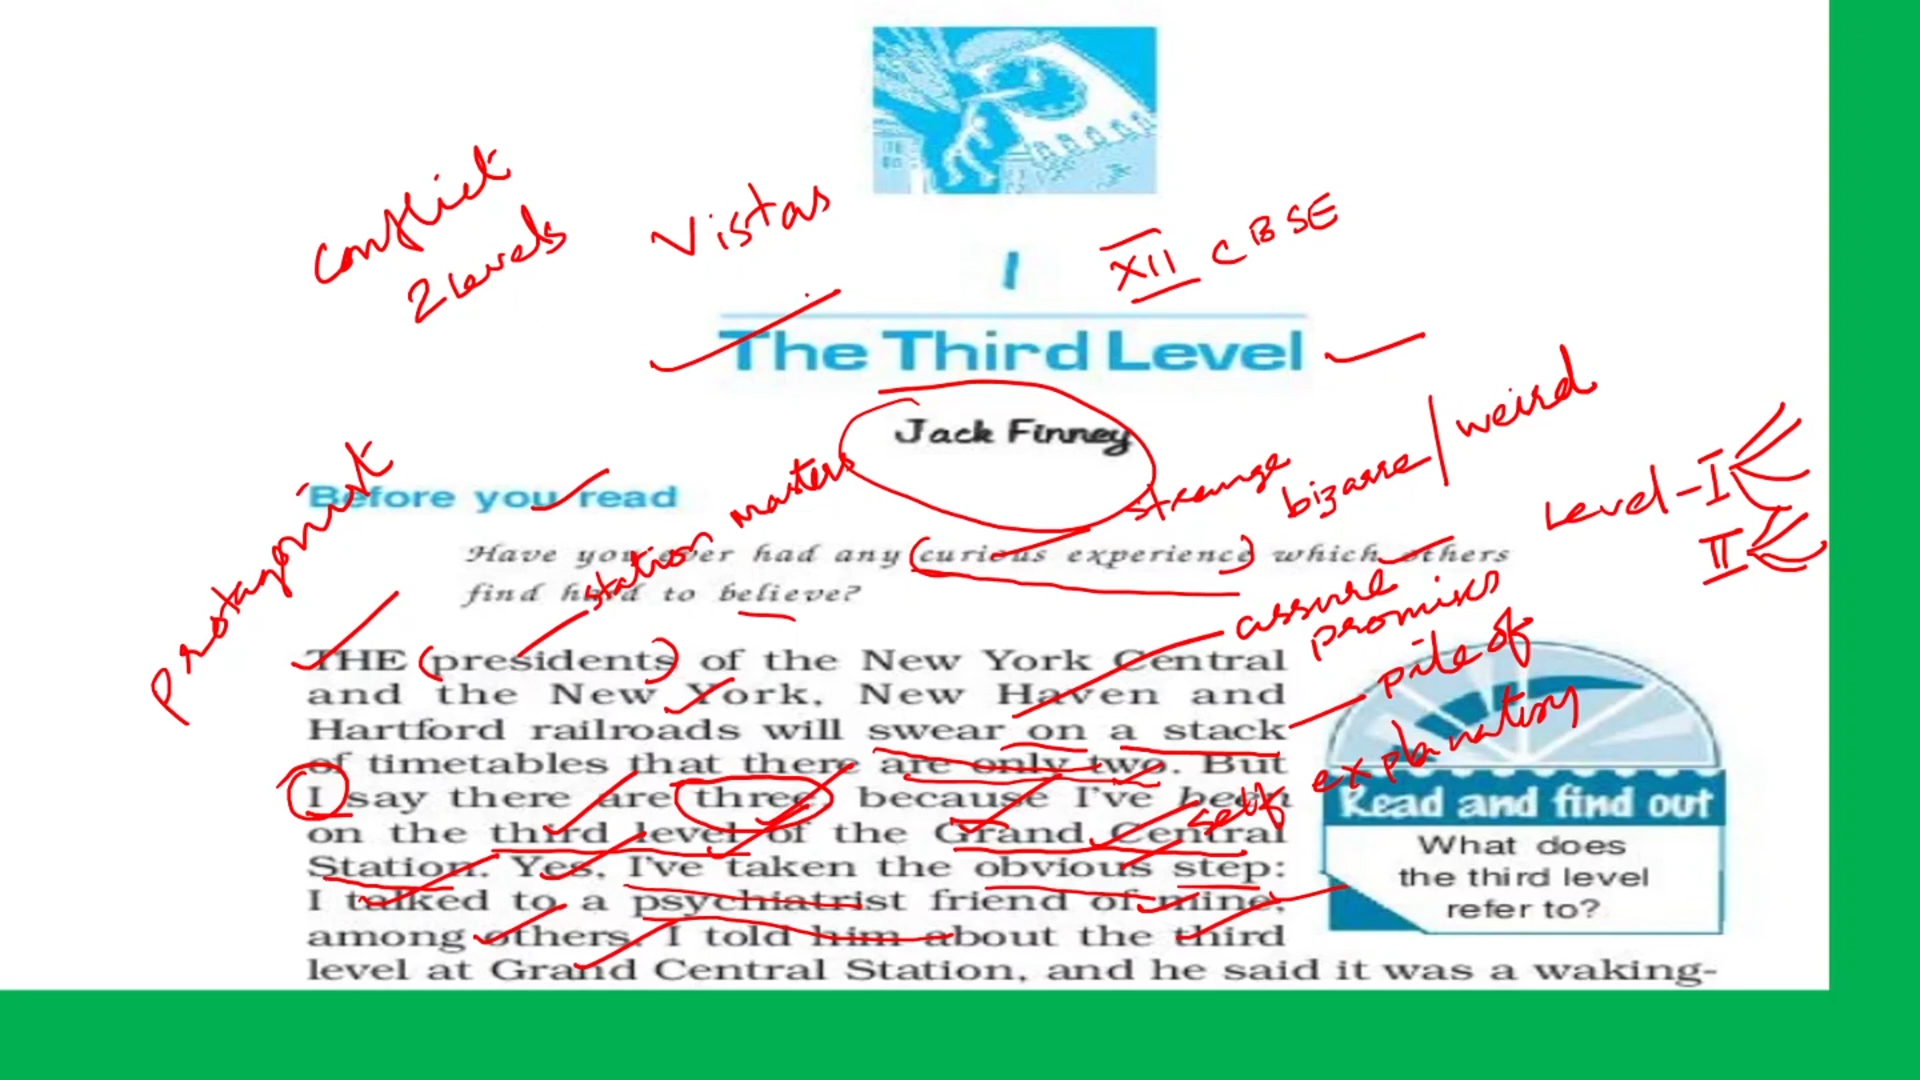 conflict
2 levels
Vistas
XII CBSE
1
The Third Level
Jack Finney
protagonist
station masters
strange
bizarre/weird
Level-I
II
Before you read
Have you ever had any (curious experience) which others
find hard to believe?
assure
promises
pile of
self explanatory
THE (presidents) of the New York Central
and the New York, New Haven and
Hartford railroads will swear on a stack
of timetables that there are only two. But
I say there are three, because I've been
on the third level of the Grand Central
Station. Yes, I've taken the obvious step:
I talked to a psychiatrist friend of mine,
among others. I told him about the third
level at Grand Central Station, and he said it was a waking-
Read and find out
What does
the third level
refer to?